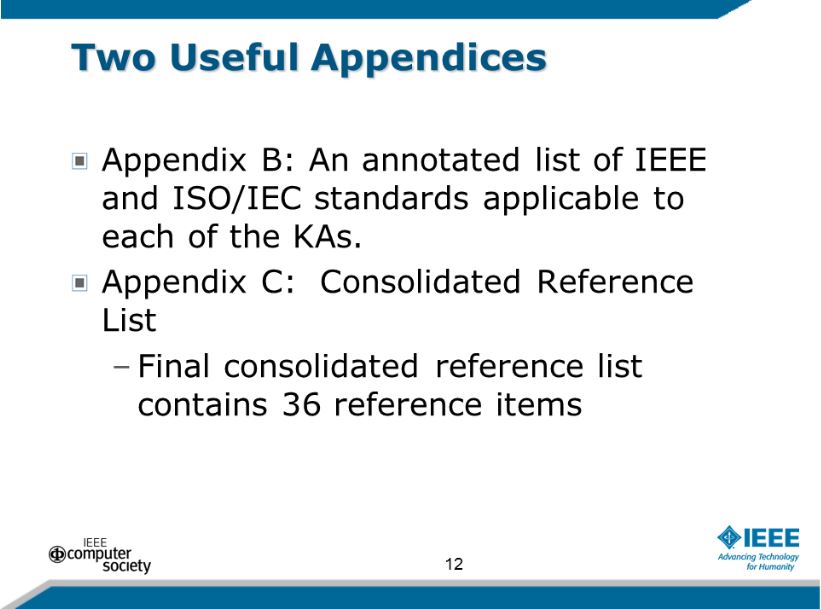 Two Useful Appendices
Appendix B: An annotated list of IEEE
and ISO/IEC standards applicable to
each of the KAs.
Appendix C: Consolidated Reference
List
– Final consolidated reference list
contains 36 reference items
IEEE
computer
society
12
IEEE
Advancing Technology
for Humanity